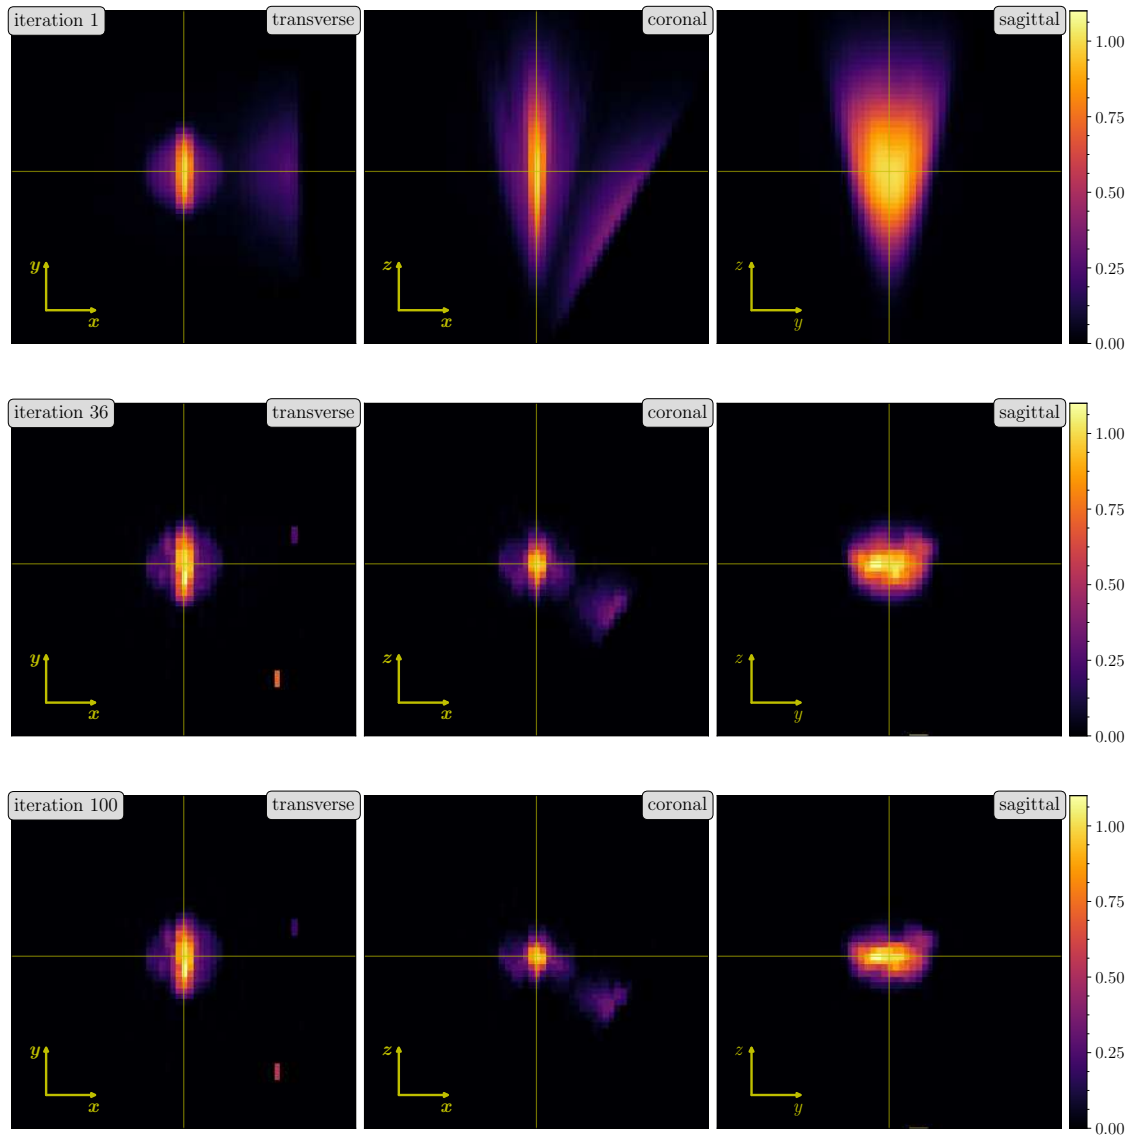 iteration 1
transverse
coronal
sagittal
1.00
0.75
0.50
0.25
0.00
y
x
z
x
z
y
iteration 36
transverse
coronal
sagittal
1.00
0.75
0.50
0.25
0.00
y
x
z
x
z
y
iteration 100
transverse
coronal
sagittal
1.00
0.75
0.50
0.25
0.00
y
x
z
x
z
y